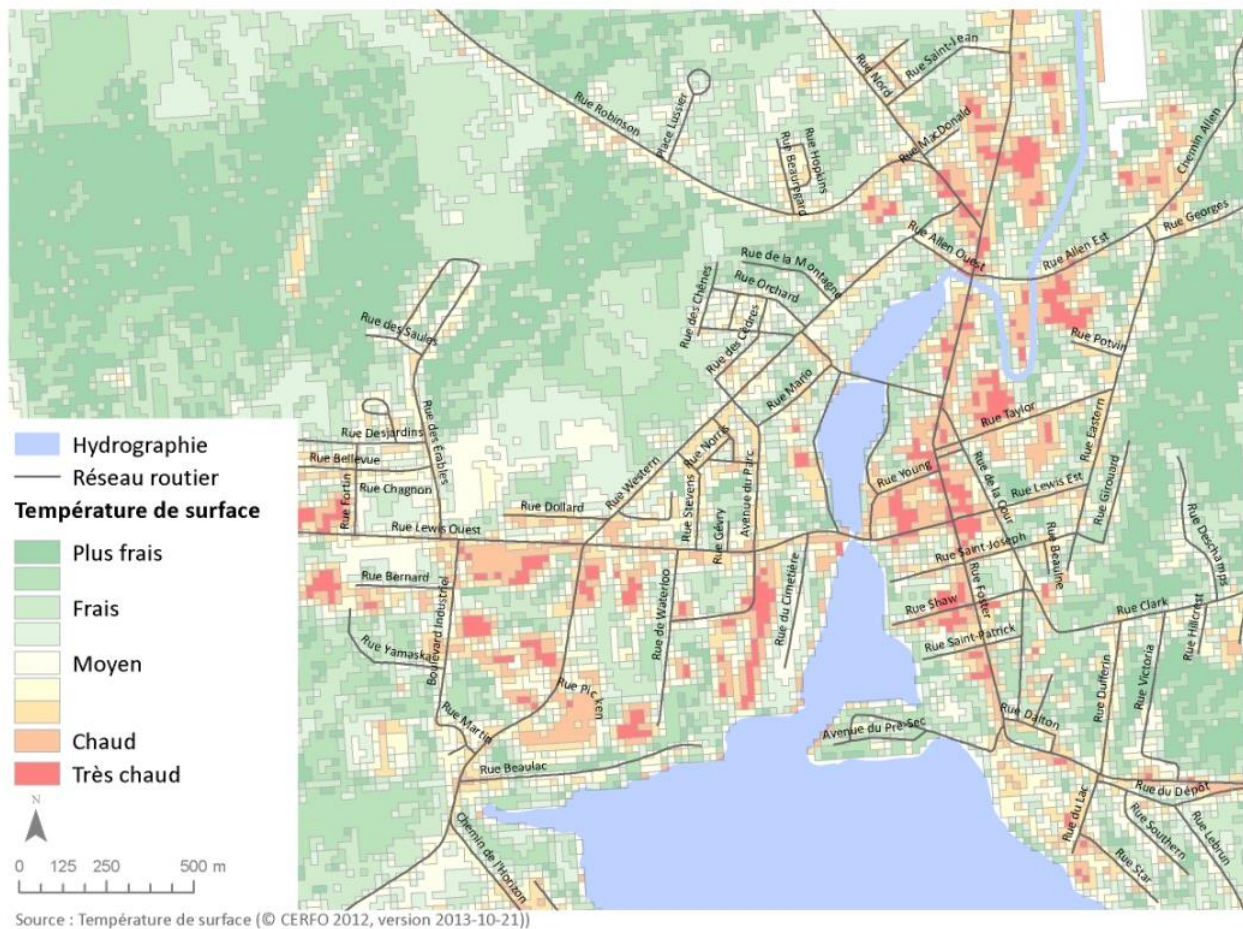 Rue Saint-Jean
Rue Nord
Rue Robinson
Place Lussier
Rue MacDonald
Rue Hopkins
Rue Beauregard
Chemin Allen
Rue Georges
Rue Allen Ouest
Rue Allen Est
Rue de la Montagne
Rue des Chênes
Rue Orchard
Rue des Cèdres
Rue des Saules
Rue Potvin
Rue Mario
Rue Taylor
Rue Eastern
Rue Desjardins
Rue des Érables
Rue Norris
Rue Bellevue
Rue Western
Avenue du Parc
Rue Young
Rue de la Cour
Rue Girouard
Rue Fortin
Rue Chagnon
Rue Stevens
Rue Lewis Est
Rue Dollard
Rue Gévry
Rue Lewis Ouest
Rue Saint-Joseph
Rue Beaulne
Rue Deschamps
Rue Bernard
Rue du Cimetière
Rue de Waterloo
Rue Foster
Rue Shaw
Rue Clark
Rue Hillcrest
Boulevard Industriel
Rue Yamaska
Rue Saint-Patrick
Rue Dufferin
Rue Victoria
Rue Picken
Rue Martin
Rue Dalton
Avenue du Pré-Sec
Rue Beaulac
Rue du Dépôt
Rue du Lac
Rue Southern
Rue Lebrun
Rue Star
Chemin de l'Horizon
Hydrographie
Réseau routier
Température de surface
Plus frais
Frais
Moyen
Chaud
Très chaud
N
0 125 250 500 m
Source : Température de surface (© CERFO 2012, version 2013-10-21))